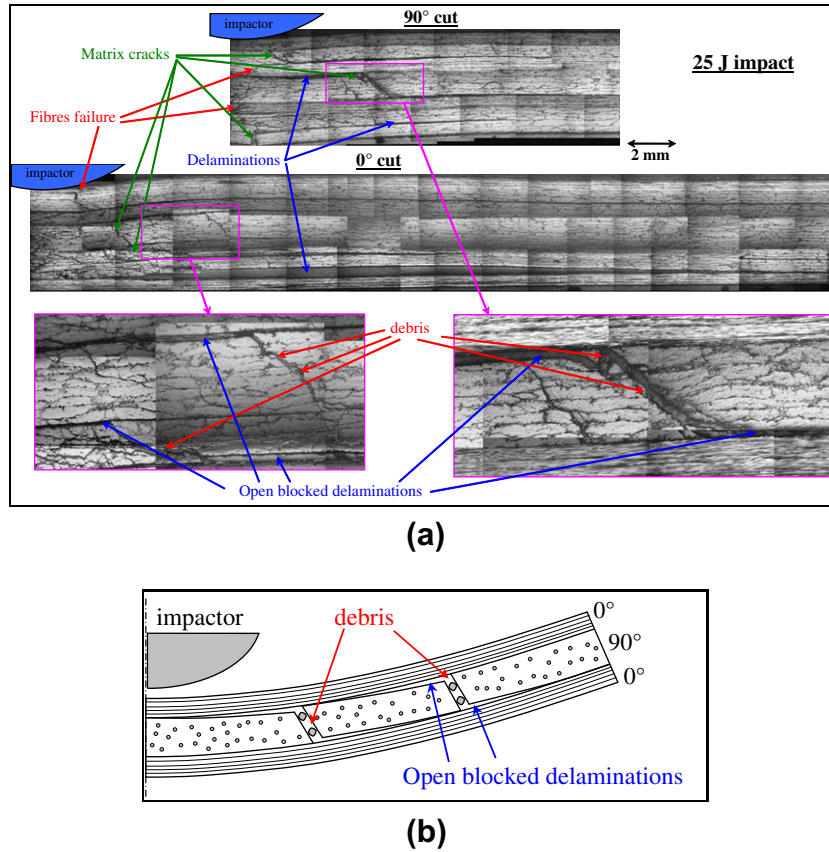 impactor
90° cut
Matrix cracks
25 J impact
Fibres failure
Delaminations
2 mm
0° cut
impactor
debris
Open blocked delaminations
(a)
impactor
debris
0°
90°
0°
Open blocked delaminations
(b)